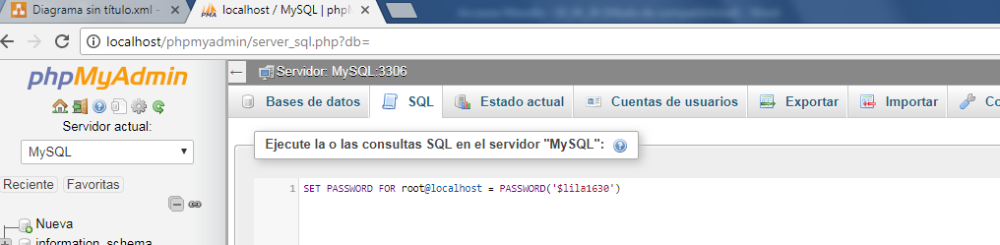 Diagrama sin título.xml -
localhost / MySQL | phpM
localhost/phpmyadmin/server_sql.php?db=
phpMyAdmin
Servidor actual:
MySQL
Reciente Favoritas
Nueva
information_schema
Servidor: MySQL:3306
Bases de datos SQL Estado actual Cuentas de usuarios Exportar Importar Co
Ejecute la o las consultas SQL en el servidor "MySQL":
1 SET PASSWORD FOR root@localhost = PASSWORD('$lila1630')